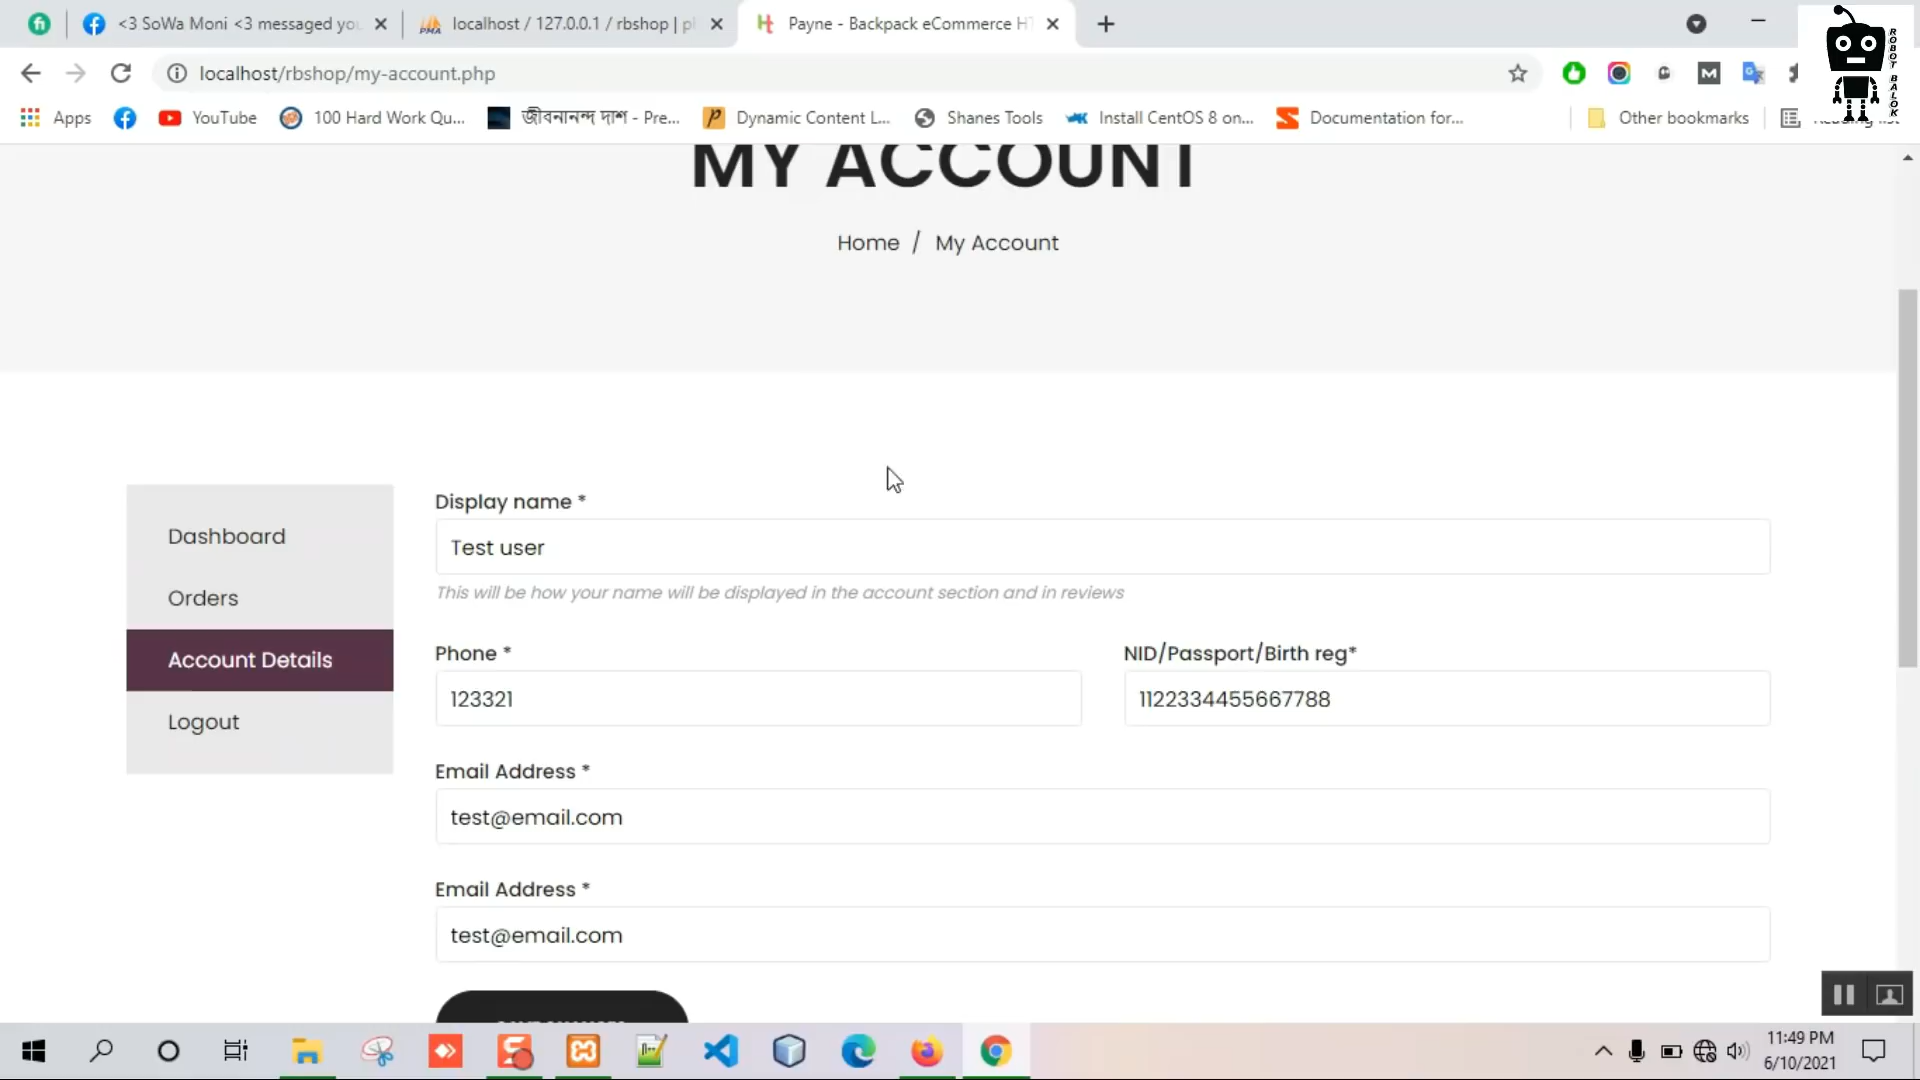 <3 SoWa Moni <3 messaged you
localhost / 127.0.0.1 / rbshop | p
Payne - Backpack eCommerce H
localhost/rbshop/my-account.php
Apps
YouTube
100 Hard Work Qu...
জীবনানন্দ দাশ - Pre...
Dynamic Content L...
Shanes Tools
Install CentOS 8 on...
Documentation for...
Other bookmarks
ROBOT BALOK
MY ACCOUNT
Home / My Account
Dashboard
Orders
Account Details
Logout
Display name *
Test user
This will be how your name will be displayed in the account section and in reviews
Phone *
123321
NID/Passport/Birth reg*
1122334455667788
Email Address *
test@email.com
Email Address *
test@email.com
11:49 PM
6/10/2021